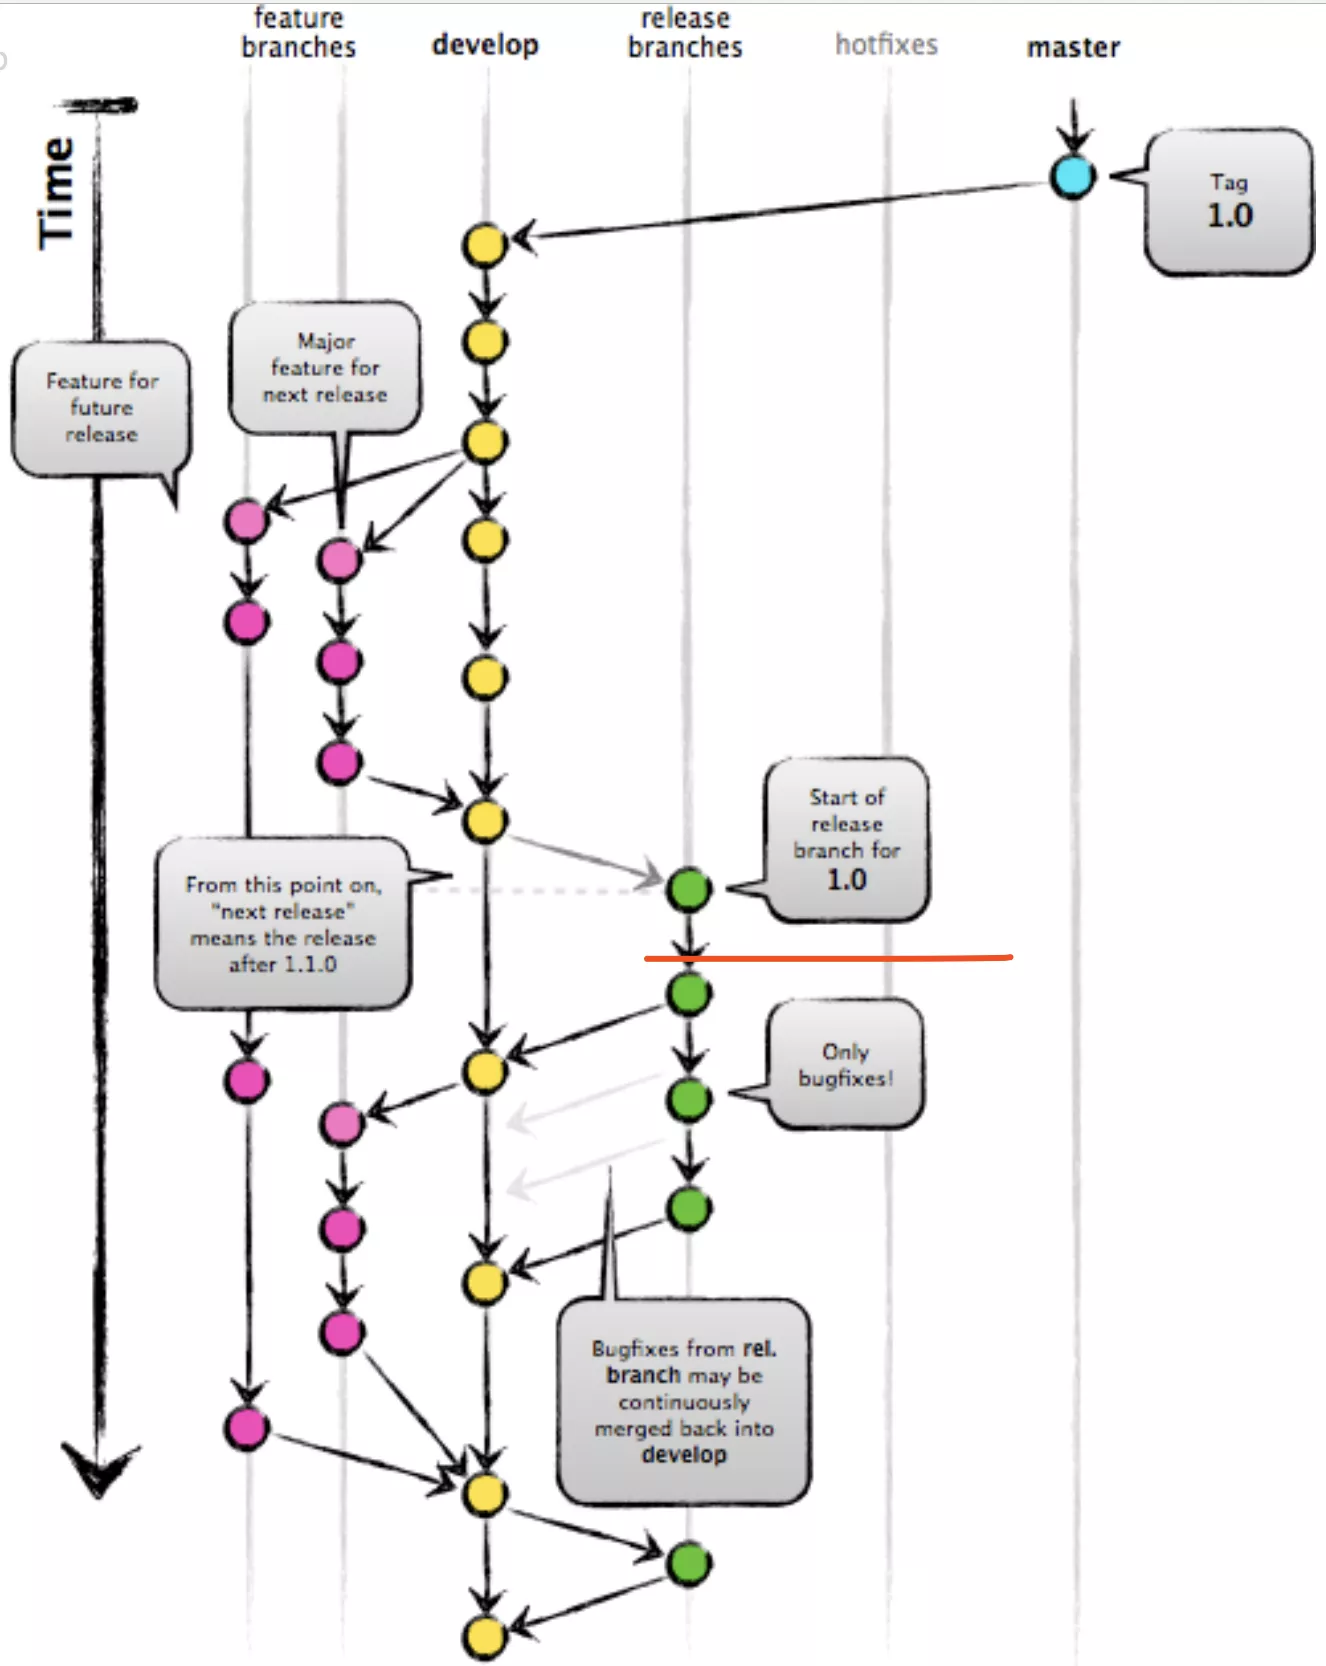 feature
branches
develop
release
branches
hotfixes
master
Time
Tag
1.0
Major
feature for
next release
Feature for
future
release
Start of
release
branch for
1.0
From this point on,
"next release"
means the release
after 1.1.0
Only
bugfixes!
Bugfixes from rel.
branch may be
continuously
merged back into
develop